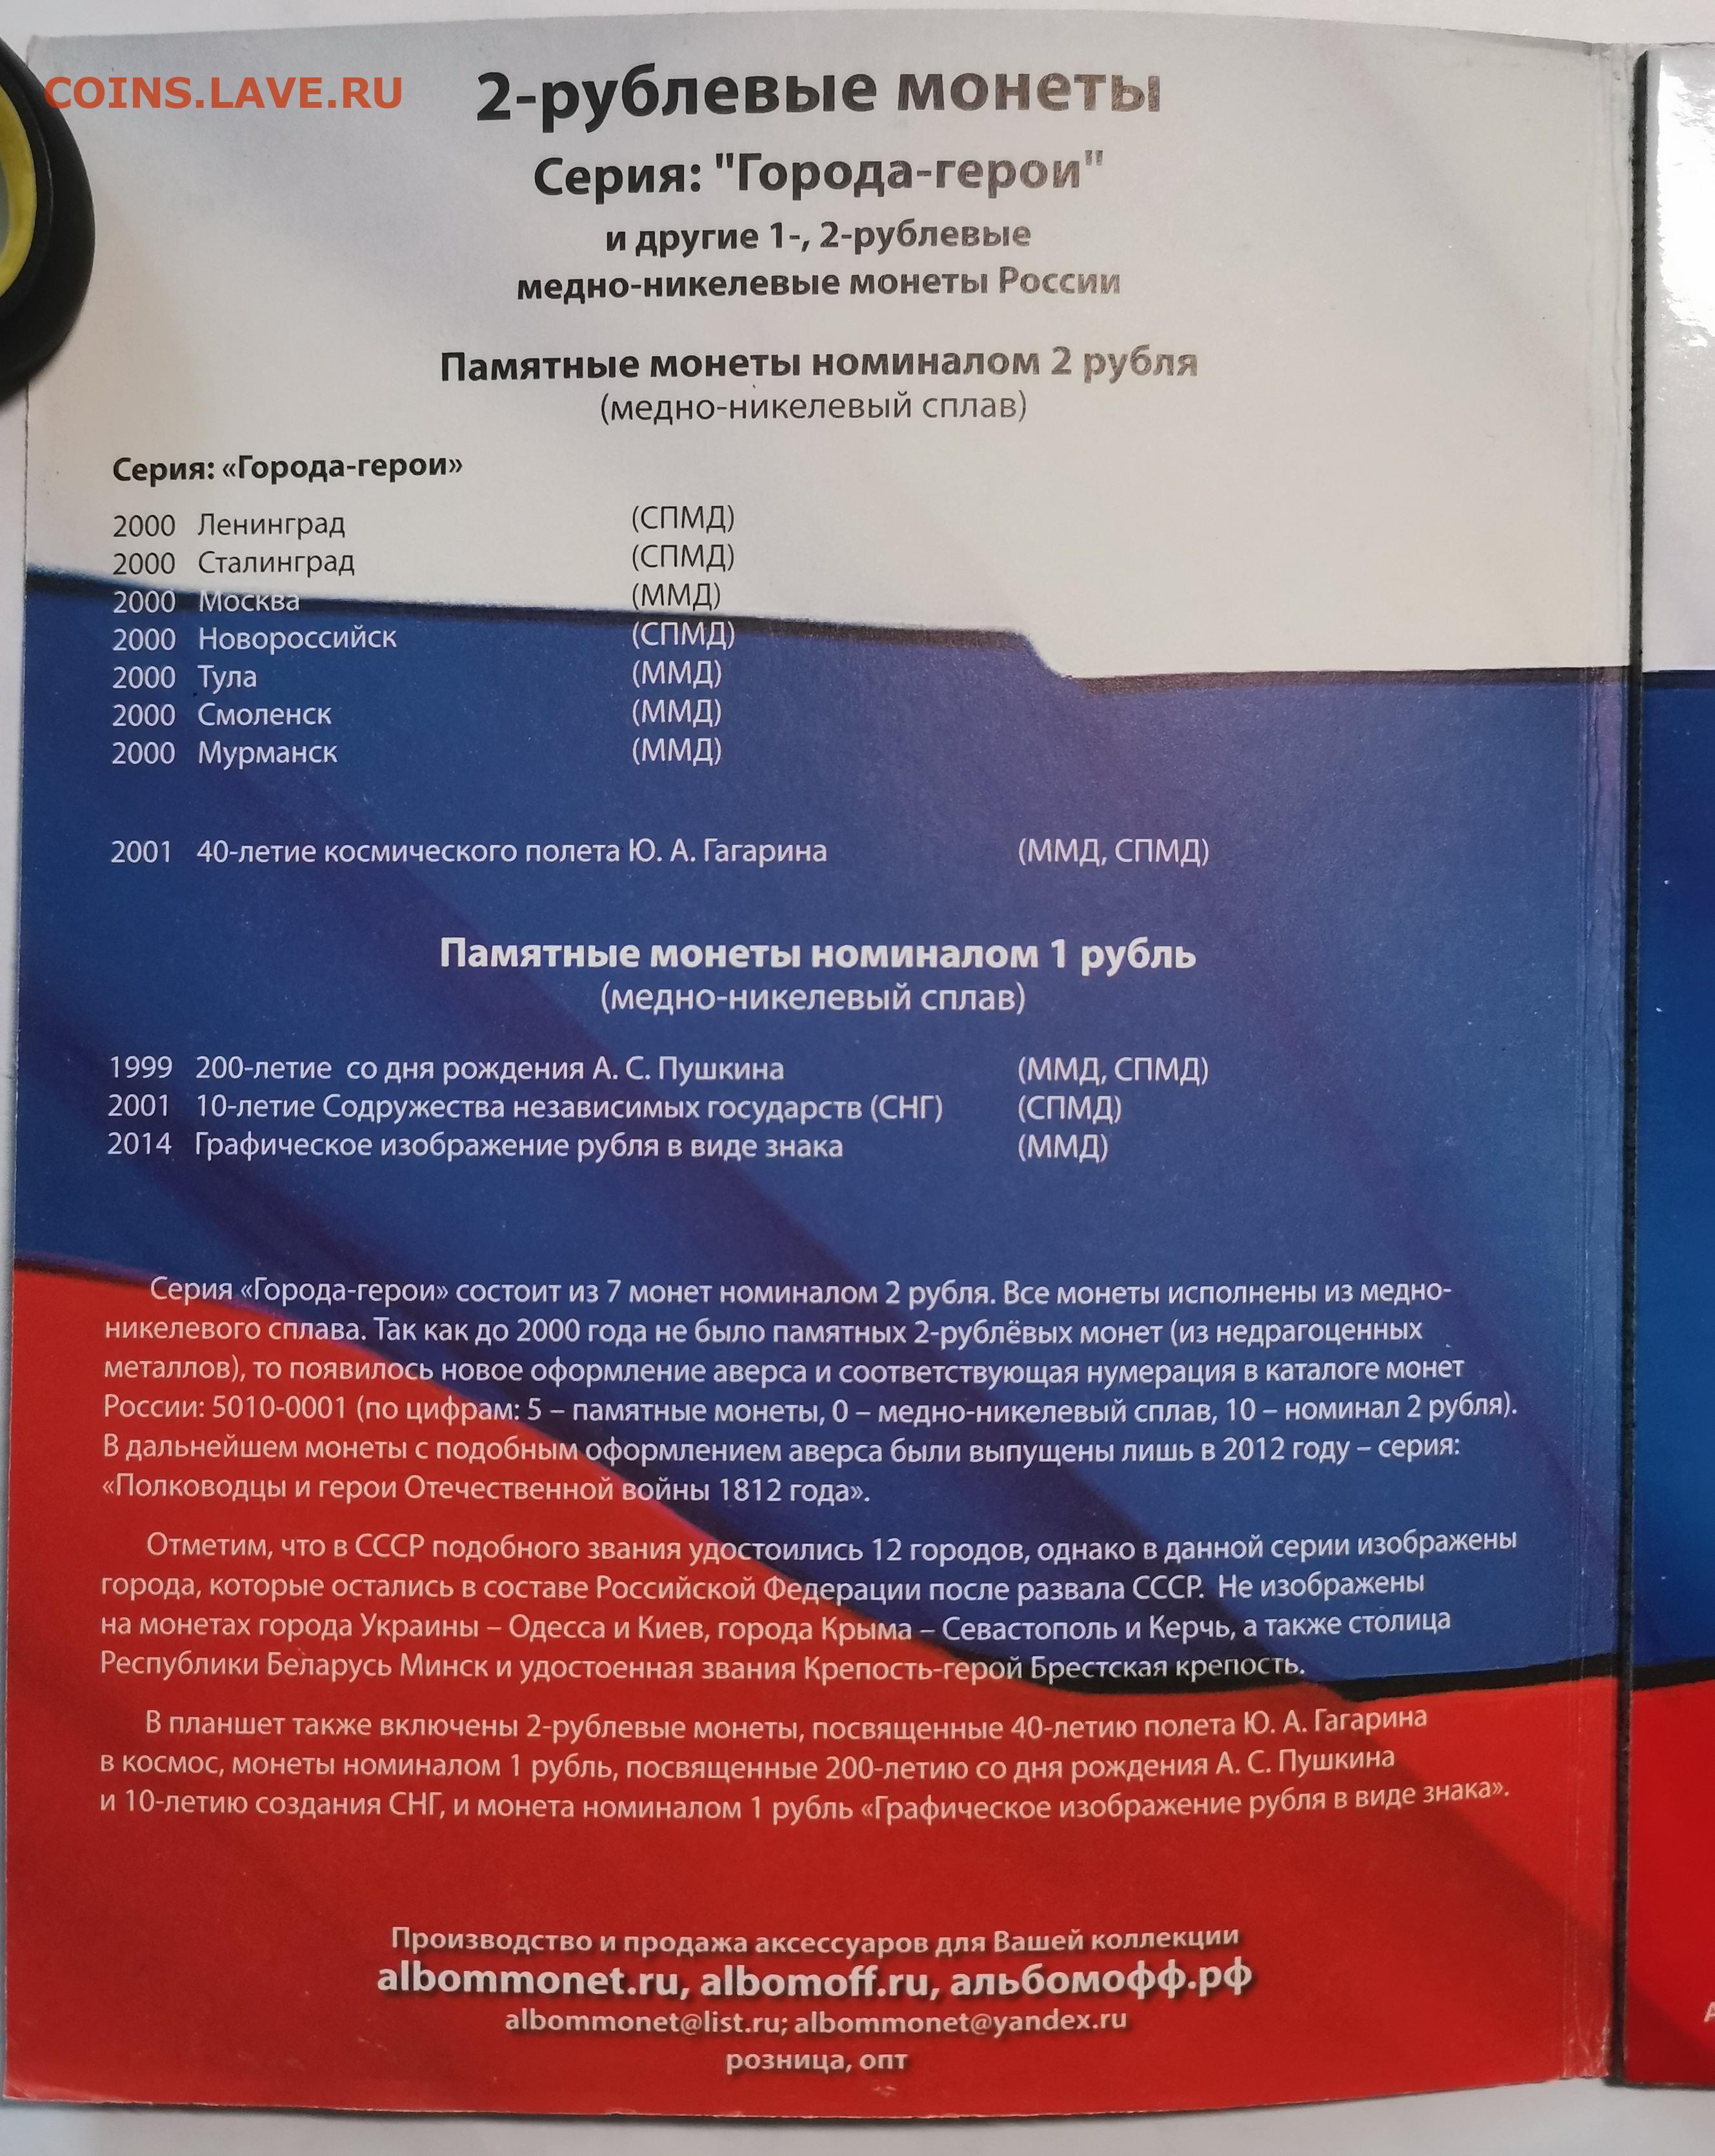 COINS.LAVE.RU
2-рублевые монеты
Серия: "Города-герои"
и другие 1-, 2-рублевые
медно-никелевые монеты России
Памятные монеты номиналом 2 рубля
(медно-никелевый сплав)
Серия: «Города-герои»
2000 Ленинград (СПМД)
2000 Сталинград (СПМД)
2000 Москва (ММД)
2000 Новороссийск (СПМД)
2000 Тула (ММД)
2000 Смоленск (ММД)
2000 Мурманск (ММД)
2001 40-летие космического полета Ю. А. Гагарина (ММД, СПМД)
Памятные монеты номиналом 1 рубль
(медно-никелевый сплав)
1999 200-летие со дня рождения А. С. Пушкина (ММД, СПМД)
2001 10-летие Содружества независимых государств (СНГ) (СПМД)
2014 Графическое изображение рубля в виде знака (ММД)
Серия «Города-герои» состоит из 7 монет номиналом 2 рубля. Все монеты исполнены из медно-
никелевого сплава. Так как до 2000 года не было памятных 2-рублёвых монет (из недрагоценных
металлов), то появилось новое оформление аверса и соответствующая нумерация в каталоге монет
России: 5010-0001 (по цифрам: 5 – памятные монеты, 0 – медно-никелевый сплав, 10 – номинал 2 рубля).
В дальнейшем монеты с подобным оформлением аверса были выпущены лишь в 2012 году – серия:
«Полководцы и герои Отечественной войны 1812 года».
Отметим, что в СССР подобного звания удостоились 12 городов, однако в данной серии изображены
города, которые остались в составе Российской Федерации после развала СССР. Не изображены
на монетах города Украины – Одесса и Киев, города Крыма – Севастополь и Керчь, а также столица
Республики Беларусь Минск и удостоенная звания Крепость-герой Брестская крепость.
В планшет также включены 2-рублевые монеты, посвященные 40-летию полета Ю. А. Гагарина
в космос, монеты номиналом 1 рубль, посвященные 200-летию со дня рождения А. С. Пушкина
и 10-летию создания СНГ, и монета номиналом 1 рубль «Графическое изображение рубля в виде знака».
Производство и продажа аксессуаров для Вашей коллекции
albommonet.ru, albomoff.ru, альбомофф.рф
albommonet@list.ru; albommonet@yandex.ru
розница, опт